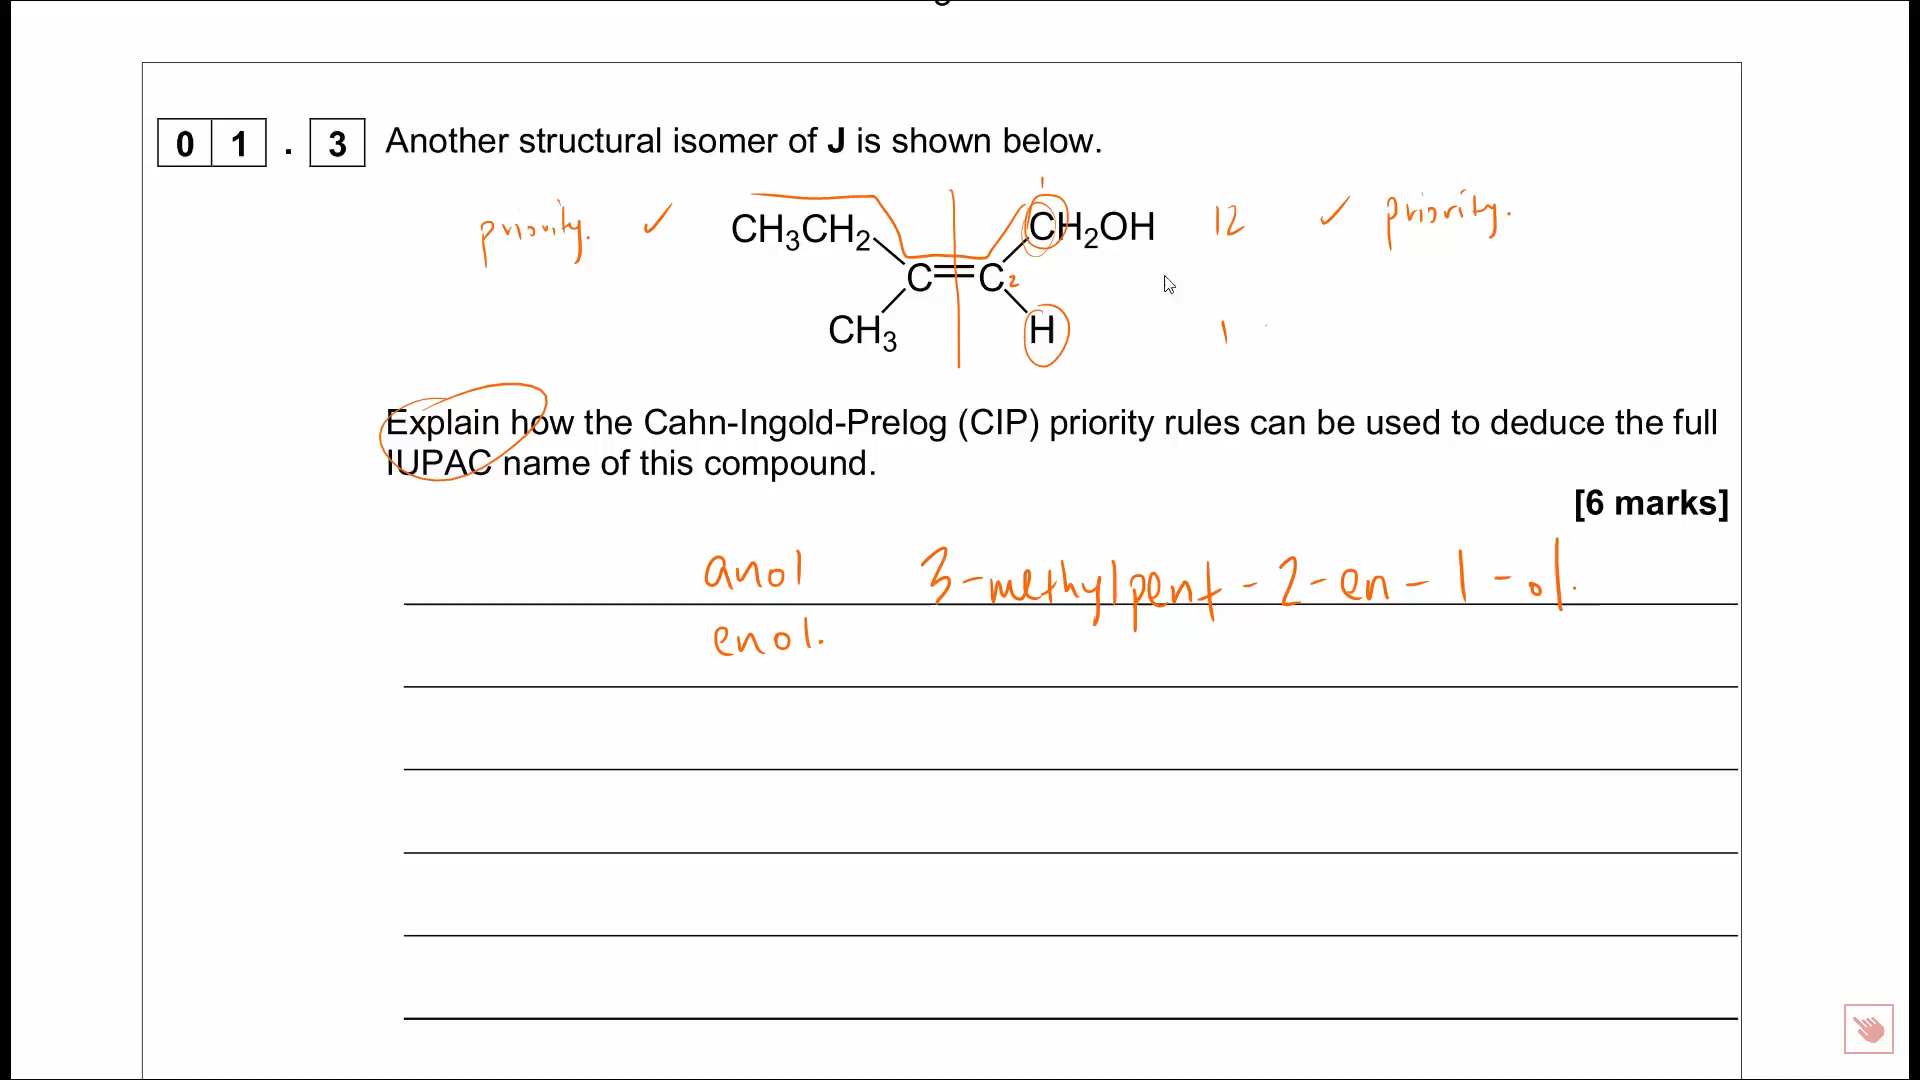 0 1 . 3 Another structural isomer of J is shown below.
priority. ✓ CH3CH2 1 CH2OH 12 ✓ priority.
C=C 2
CH3 H 1
Explain how the Cahn-Ingold-Prelog (CIP) priority rules can be used to deduce the full
IUPAC name of this compound.
[6 marks]
anol 3-methylpent-2-en-1-ol.
enol.